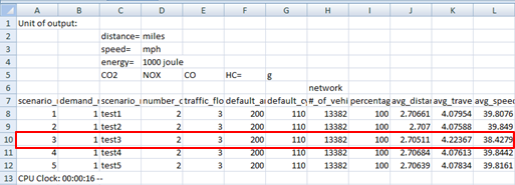 A B C D E F G H I J K L
1 Unit of output:
2 distance= miles
3 speed= mph
4 energy= 1000 joule
5 CO2 NOX CO HC= g
6 network
7 scenario_ demand_ scenario_ number_c traffic_flo default_a default_c #_of_vehi percentag avg_distar avg_trave avg_speed
8 1 1 test1 2 3 200 110 13382 100 2.70661 4.07954 39.8076
9 2 1 test2 2 3 200 110 13382 100 2.707 4.07588 39.849
10 3 1 test3 2 3 200 110 13382 100 2.70511 4.22367 38.4279
11 4 1 test4 2 3 200 110 13382 100 2.70684 4.07613 39.8442
12 5 1 test5 2 3 200 110 13382 100 2.70635 4.07839 39.8161
13 CPU Clock: 00:00:16 --